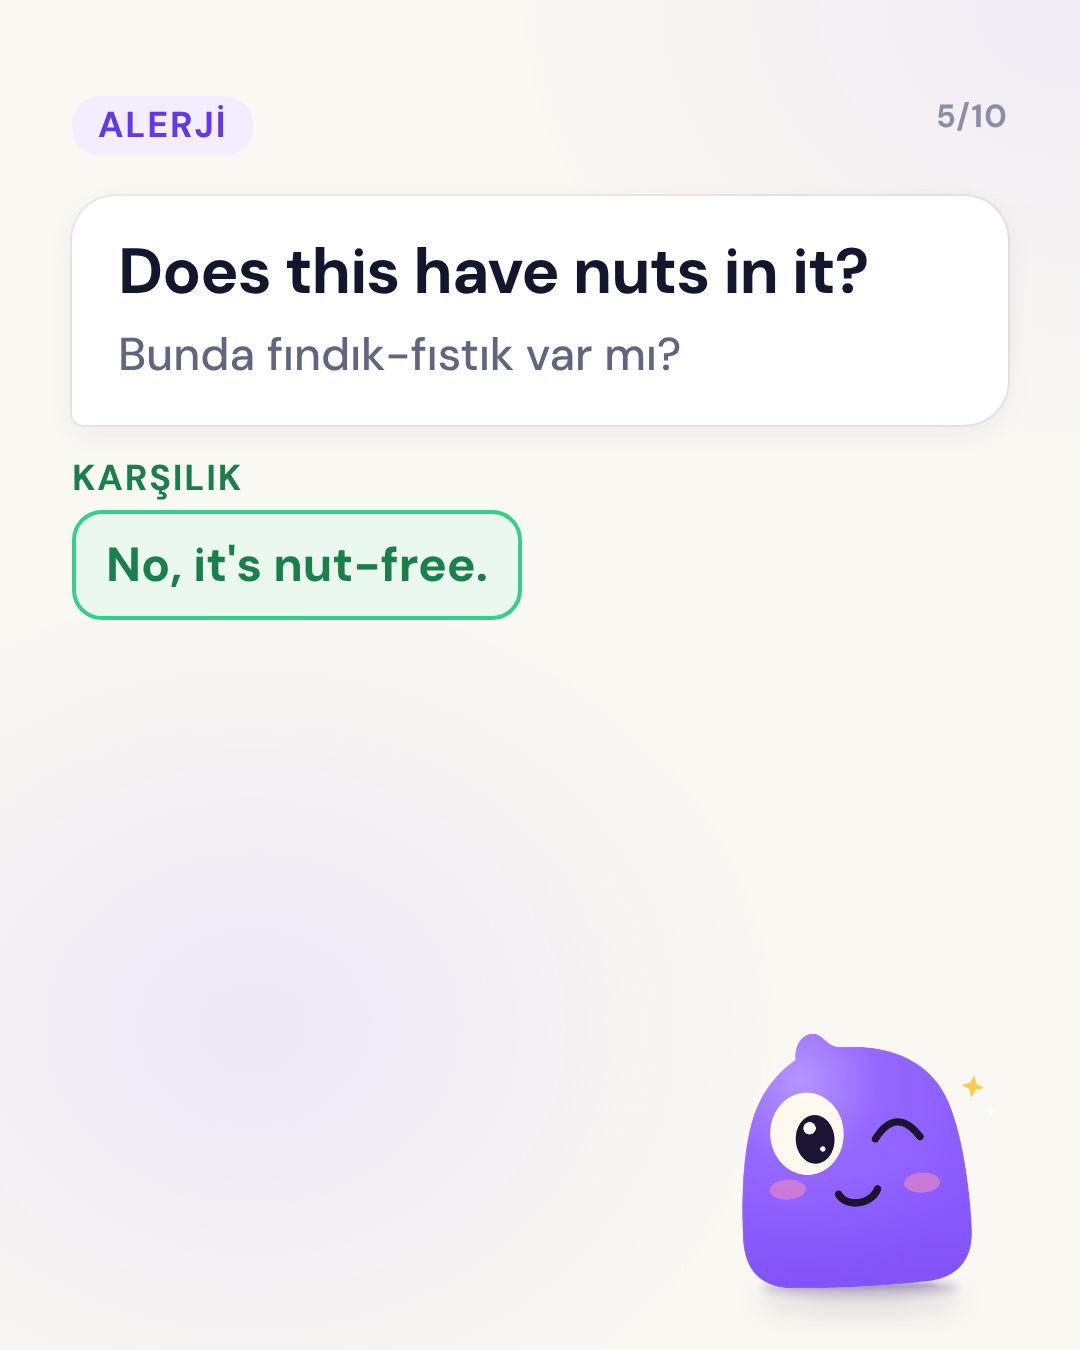 ALERJİ
5/10
Does this have nuts in it?
Bunda fındık-fıstık var mı?
KARŞILIK
No, it's nut-free.